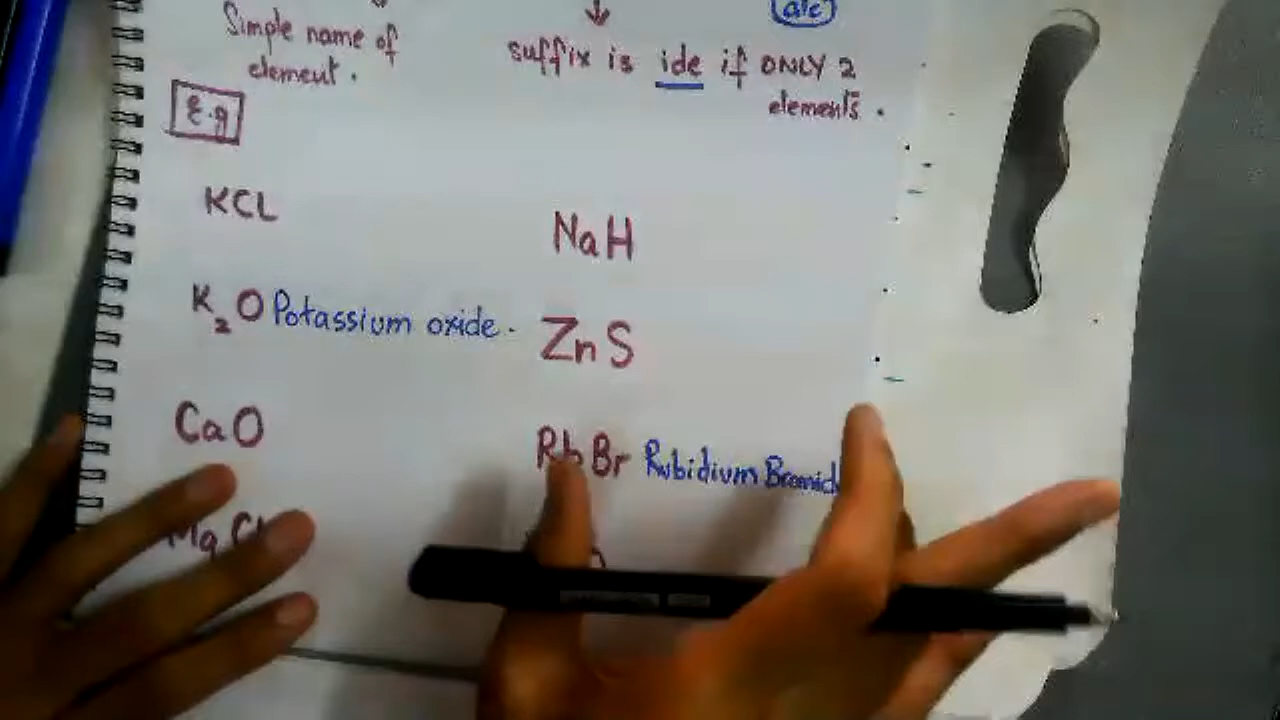 Simple name of
element.
suffix is ide if ONLY 2
elements.
E.g
KCL
NaH
K2O Potassium oxide.
ZnS
CaO
RbBr Rubidium Bromid